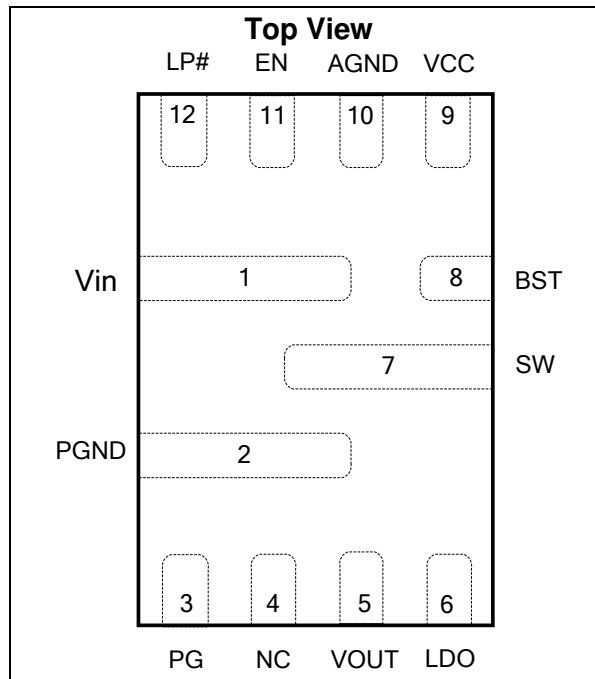 Top View
LP# EN AGND VCC
12 11 10 9
Vin 1 8 BST
7 SW
PGND 2
3 4 5 6
PG NC VOUT LDO